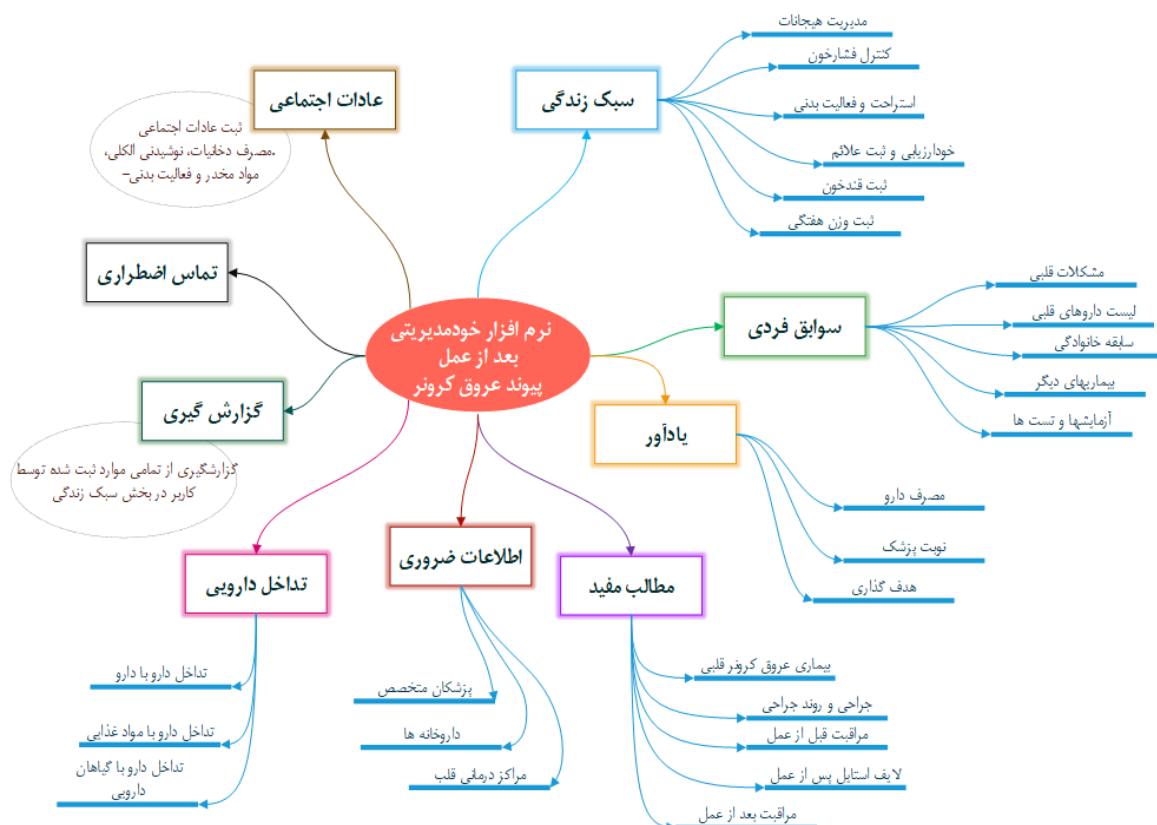 نرم افزار خودمدیریتی
بعد از عمل
پیوند عروق کرونر
سبک زندگی
مدیریت هیجانات
کنترل فشارخون
استراحت و فعالیت بدنی
خودارزیابی و ثبت علائم
ثبت قندخون
ثبت وزن هفتگی
سوابق فردی
مشکلات قلبی
لیست داروهای قلبی
سابقه خانوادگی
بیماریهای دیگر
آزمایشها و تست ها
یادآور
مصرف دارو
نوبت پزشک
هدف گذاری
مطالب مفید
بیماری عروق کرونر قلبی
جراحی و روند جراحی
مراقبت قبل از عمل
لایف استایل پس از عمل
مراقبت بعد از عمل
اطلاعات ضروری
پزشکان متخصص
داروخانه ها
مراکز درمانی قلب
تداخل دارویی
تداخل دارو با دارو
تداخل دارو با مواد غذایی
تداخل دارو با گیاهان
دارویی
گزارش گیری
گزارشگیری از تمامی موارد ثبت شده توسط
کاربر در بخش سبک زندگی
تماس اضطراری
عادات اجتماعی
ثبت عادات اجتماعی
.مصرف دخانیات، نوشیدنی الکلی،
مواد مخدر و فعالیت بدنی–